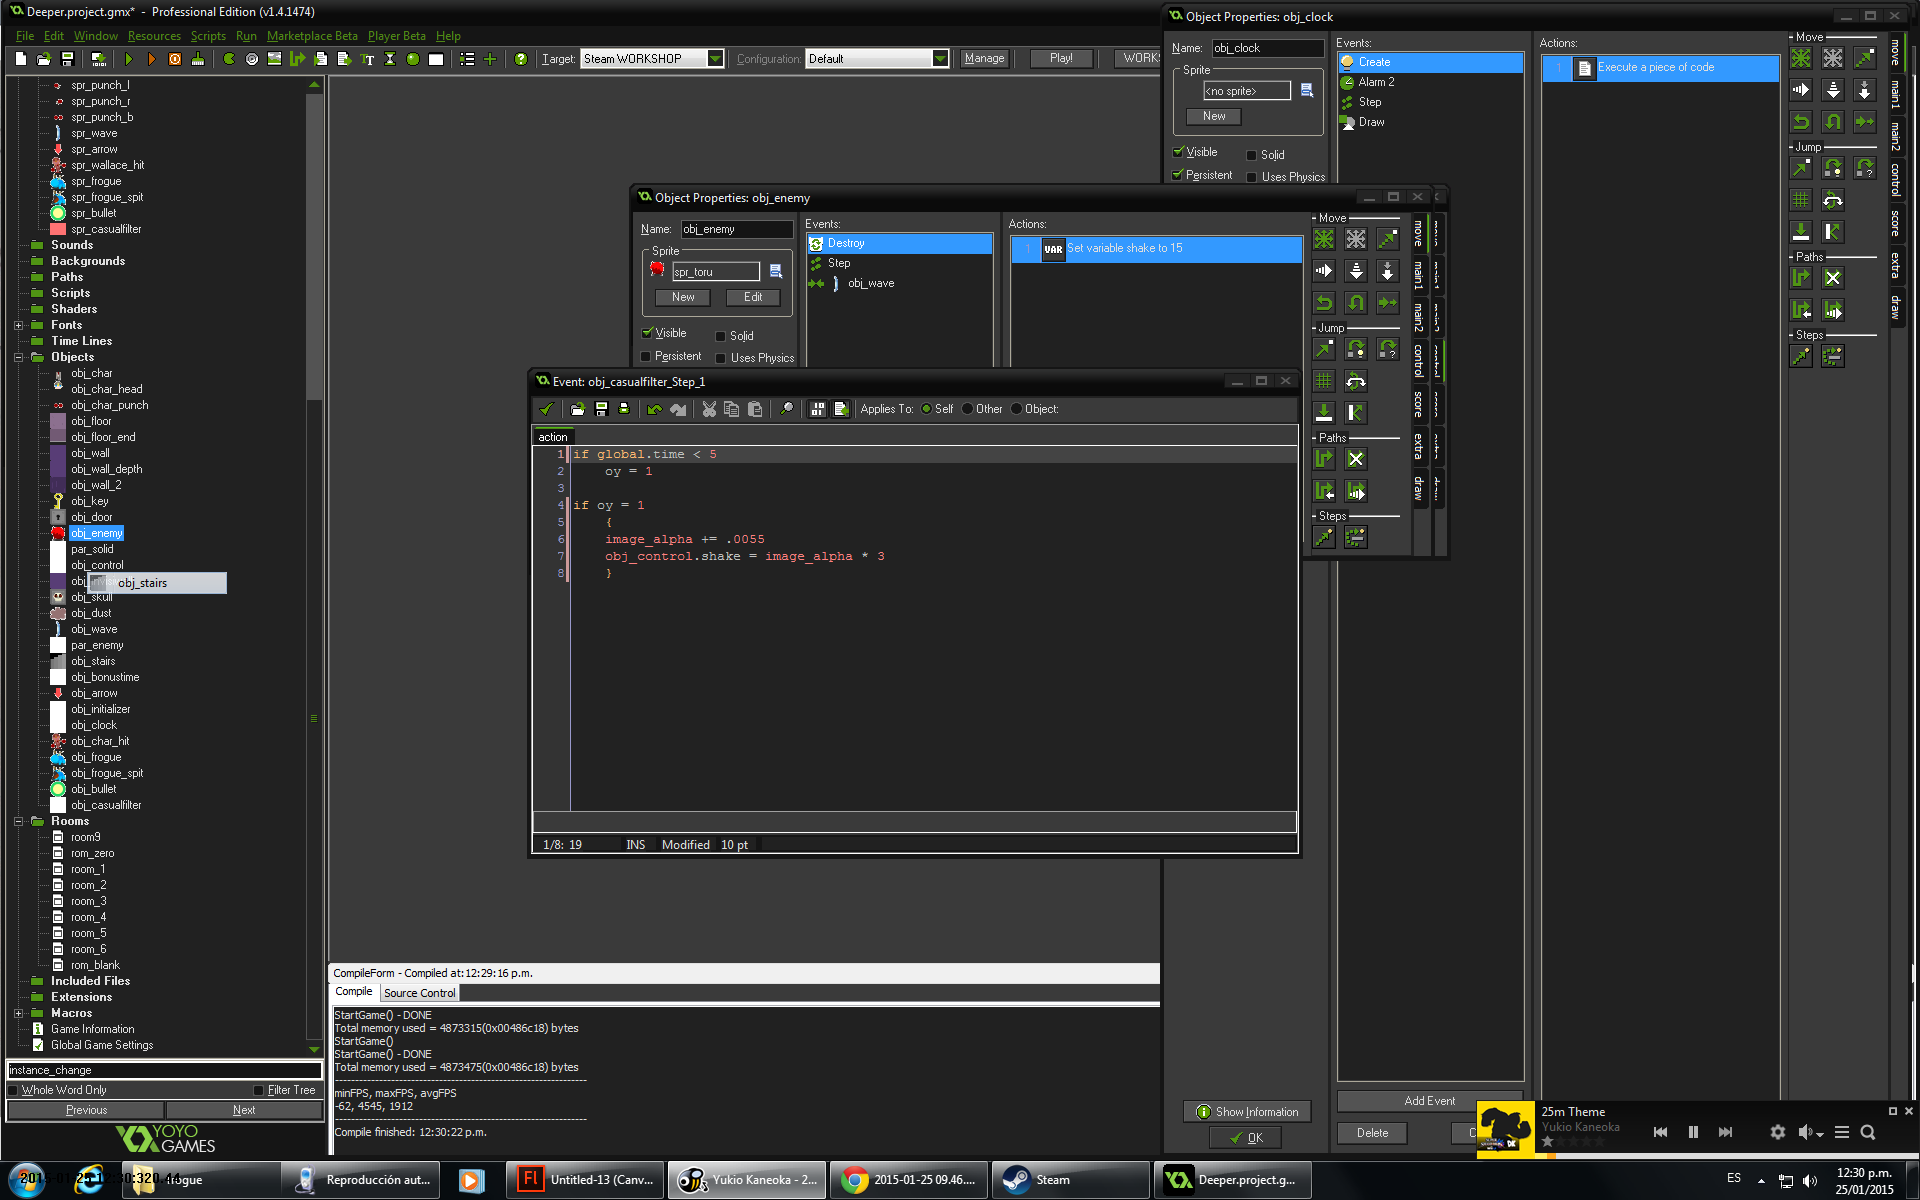 Deeper.project.gmx* - Professional Edition (v1.4.1474)
File Edit Window Resources Scripts Run Marketplace Beta Player Beta Help
Target: Steam WORKSHOP Configuration: Default Manage Play! WORK
spr_punch_l
spr_punch_r
spr_punch_b
spr_wave
spr_arrow
spr_wallace_hit
spr_frogue
spr_frogue_spit
spr_bullet
spr_casualfilter
Sounds
Backgrounds
Paths
Scripts
Shaders
Fonts
Time Lines
Objects
obj_char
obj_char_head
obj_char_punch
obj_floor
obj_floor_end
obj_wall
obj_wall_depth
obj_wall_2
obj_key
obj_door
obj_enemy
par_solid
obj_control
obj_stairs
obj_skull
obj_dust
obj_wave
par_enemy
obj_stairs
obj_bonustime
obj_arrow
obj_initializer
obj_clock
obj_char_hit
obj_frogue
obj_frogue_spit
obj_bullet
obj_casualfilter
Rooms
room9
rom_zero
room_1
room_2
room_3
room_4
room_5
room_6
rom_blank
Included Files
Extensions
Macros
Game Information
Global Game Settings
instance_change
Whole Word Only Filter Tree
Previous Next
YOYO
GAMES
Object Properties: obj_clock
Name: obj_clock
Sprite
<no sprite>
New
Visible Solid
Persistent Uses Physics
Events:
Create
Alarm 2
Step
Draw
Actions:
1 Execute a piece of code
Move
Jump
Paths
Steps
move
main1
main2
control
score
extra
draw
Object Properties: obj_enemy
Name: obj_enemy
Sprite
spr_toru
New Edit
Visible Solid
Persistent Uses Physics
Events:
Destroy
Step
obj_wave
Actions:
1 VAR Set variable shake to 15
Move
Jump
Paths
Steps
move
main1
main2
control
score
extra
draw
Event: obj_casualfilter_Step_1
Applies To: Self Other Object:
action
1 if global.time < 5
2 oy = 1
3
4 if oy = 1
5 {
6 image_alpha += .0055
7 obj_control.shake = image_alpha * 3
8 }
1/8: 19 INS Modified 10 pt
CompileForm - Compiled at:12:29:16 p.m.
Compile Source Control
StartGame() - DONE
Total memory used = 4873315(0x00486c18) bytes
StartGame()
StartGame() - DONE
Total memory used = 4873475(0x00486c18) bytes
minFPS, maxFPS, avgFPS
-62, 4545, 1912
Compile finished: 12:30:22 p.m.
Show Information
OK
Add Event
Delete
25m Theme
Yukio Kaneoka
frogue
Reproducción aut...
Untitled-13 (Canv...
Yukio Kaneoka - 2...
2015-01-25 09.46....
Steam
Deeper.project.g...
ES
12:30 p.m.
25/01/2015